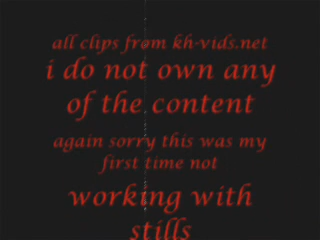 all clips from kh-vids.net
i do not own any
of the content
again sorry this was my
first time not
working with
stills